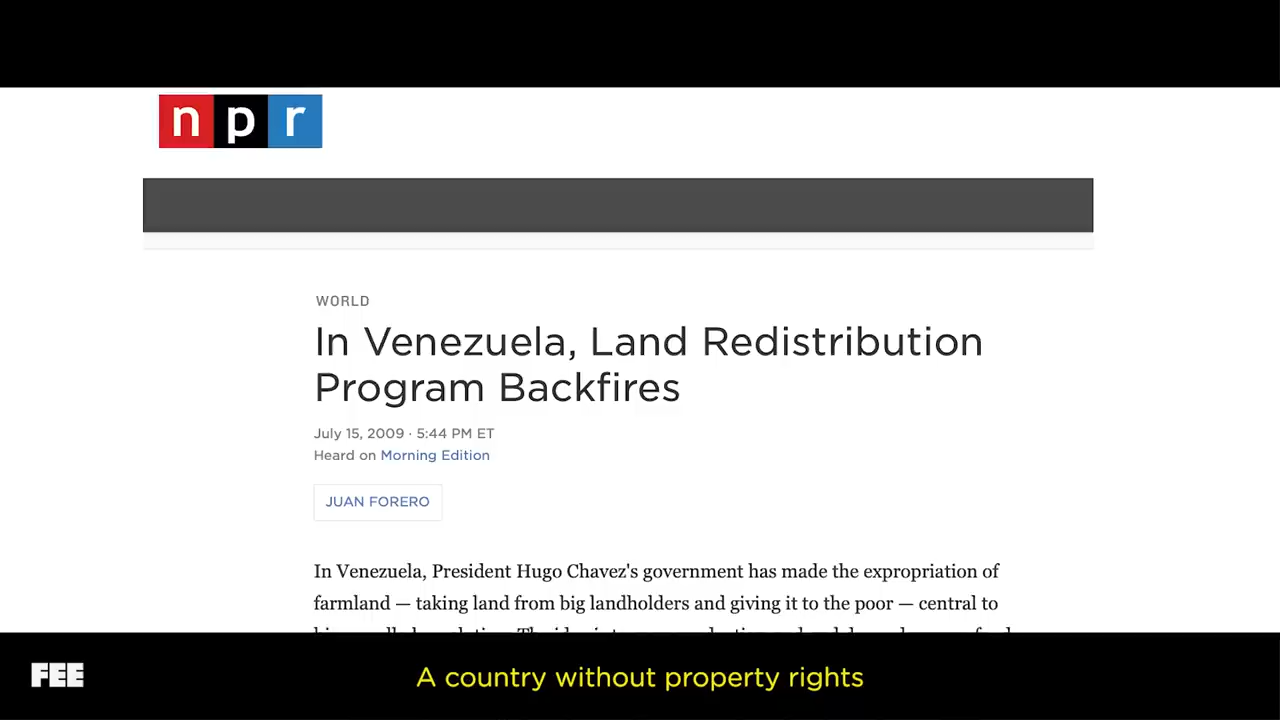 npr
WORLD
In Venezuela, Land Redistribution
Program Backfires
July 15, 2009 · 5:44 PM ET
Heard on Morning Edition
JUAN FORERO
In Venezuela, President Hugo Chavez's government has made the expropriation of
farmland — taking land from big landholders and giving it to the poor — central to
FEE
A country without property rights